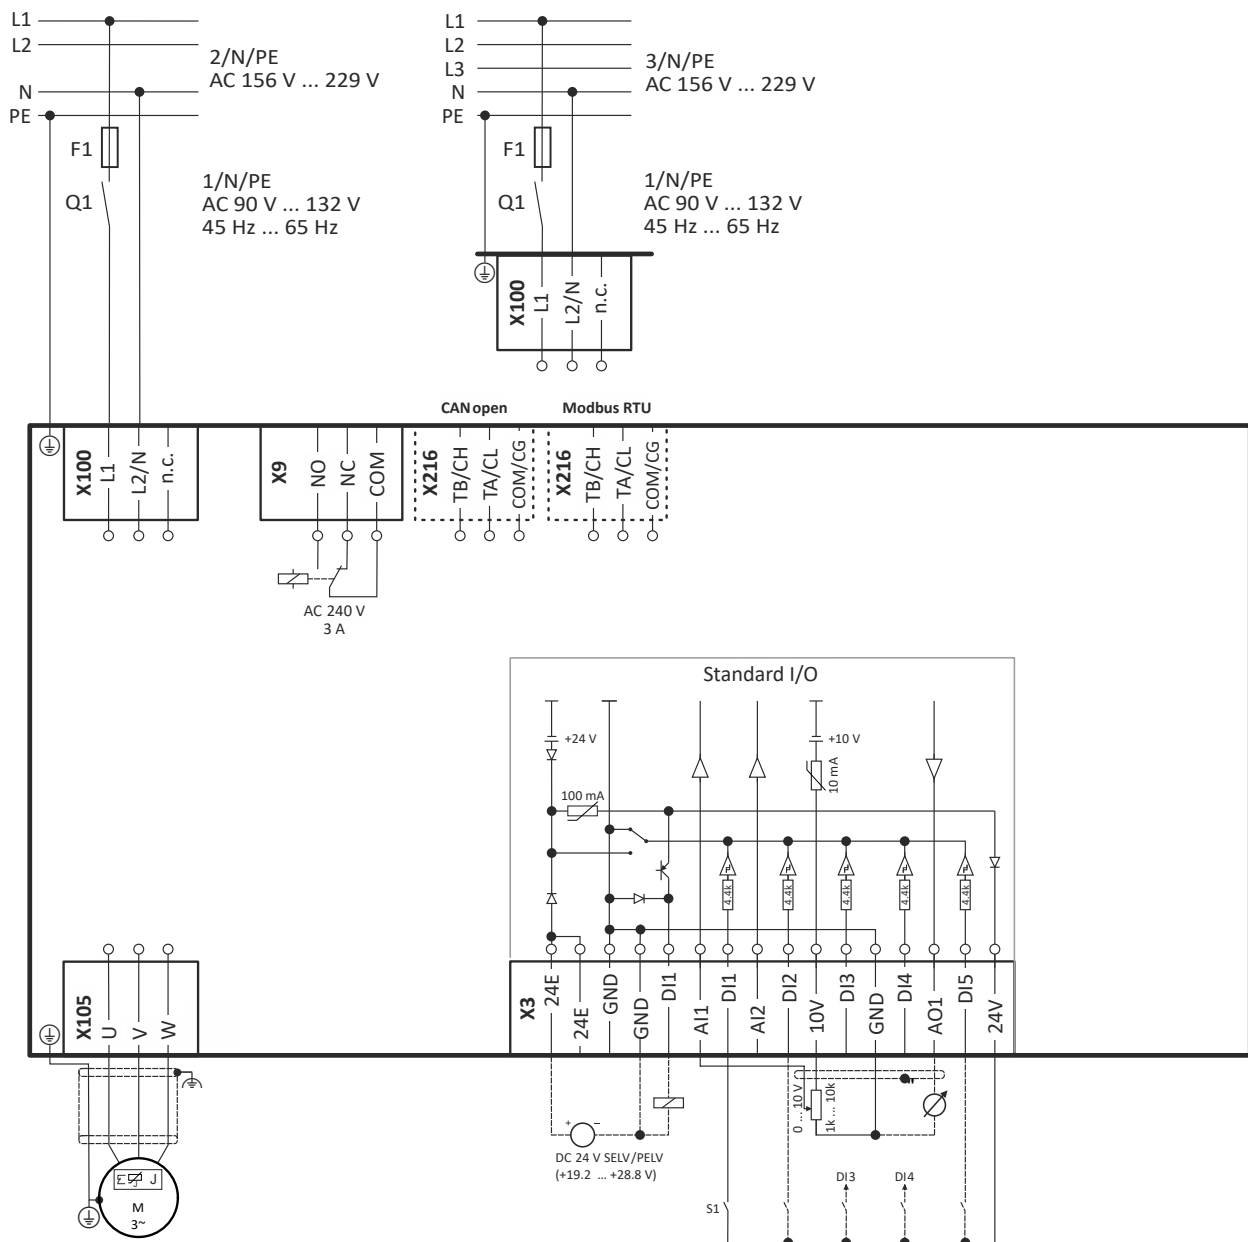 L1
L2
N
PE
2/N/PE
AC 156 V ... 229 V
F1
Q1
1/N/PE
AC 90 V ... 132 V
45 Hz ... 65 Hz
L1
L2
L3
N
PE
3/N/PE
AC 156 V ... 229 V
F1
Q1
1/N/PE
AC 90 V ... 132 V
45 Hz ... 65 Hz
X100
L1
L2/N
n.c.
CANopen
Modbus RTU
X100
L1
L2/N
n.c.
X9
NO
NC
COM
X216
TB/CH
TA/CL
COM/CG
X216
TB/CH
TA/CL
COM/CG
AC 240 V
3 A
Standard I/O
+24 V
+10 V
10 mA
100 mA
4.4k
4.4k
4.4k
4.4k
4.4k
X105
U
V
W
X3
24E
24E
GND
GND
DI1
AI1
DI1
AI2
DI2
10V
DI3
GND
DI4
AO1
DI5
24V
0 ... 10 V
1k ... 10k
+
–
DC 24 V SELV/PELV
(+19.2 ... +28.8 V)
M
3~
S1
DI3
DI4